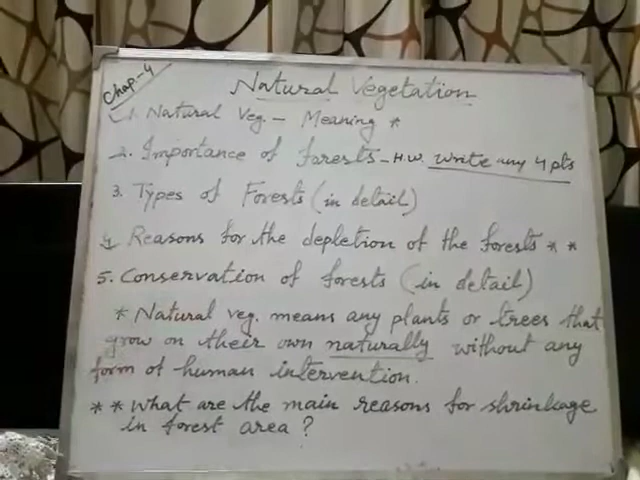 Chap-4
Natural Vegetation
1. Natural Veg. - Meaning *
2. Importance of forests - H.W. Write any 4 pts
3. Types of Forests (in detail)
4. Reasons for the depletion of the forests * *
5. Conservation of forests (in detail)
* Natural veg. means any plants or trees that
grow on their own naturally without any
form of human intervention.
* * What are the main reasons for shrinkage
in forest area ?